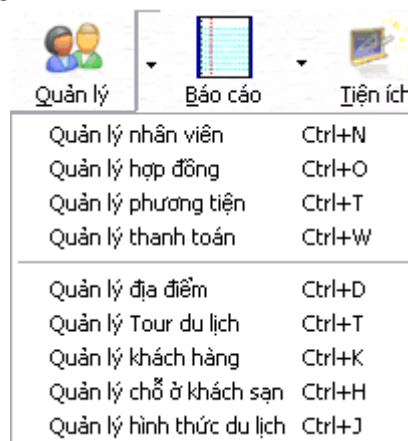 Quản lý Báo cáo Tiện ích
Quản lý nhân viên Ctrl+N
Quản lý hợp đồng Ctrl+O
Quản lý phương tiện Ctrl+T
Quản lý thanh toán Ctrl+W
Quản lý địa điểm Ctrl+D
Quản lý Tour du lịch Ctrl+T
Quản lý khách hàng Ctrl+K
Quản lý chỗ ở khách sạn Ctrl+H
Quản lý hình thức du lịch Ctrl+J